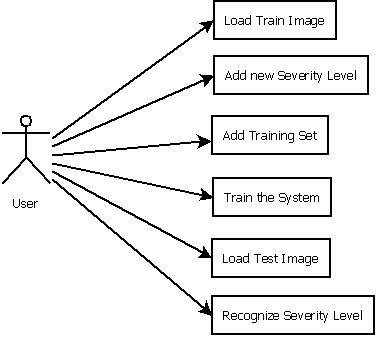 Load Train Image
Add new Severity Level
Add Training Set
User
Train the System
Load Test Image
Recognize Severity Level